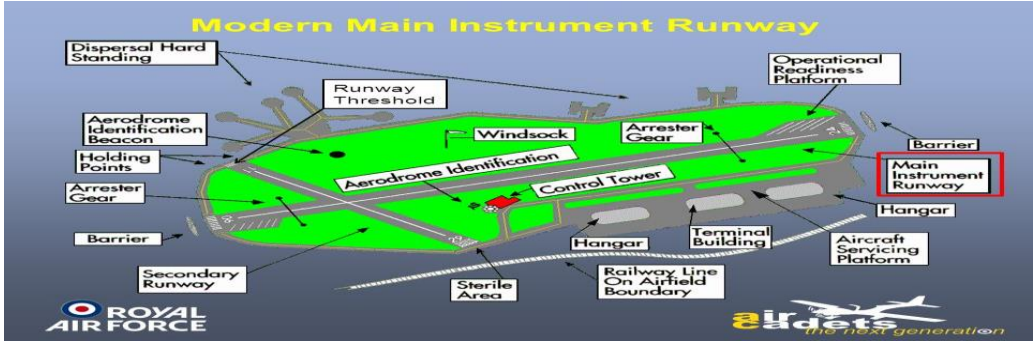 Modern Main Instrument Runway
Dispersal Hard
Standing
Operational
Readiness
Platform
Runway
Threshold
Aerodrome
Identification
Beacon
Windsock
Arrester
Gear
Barrier
Holding
Points
Aerodrome Identification
Control Tower
Main
Instrument
Runway
Arrester
Gear
Hangar
Barrier
Hangar
Terminal
Building
Aircraft
Servicing
Platform
Secondary
Runway
Sterile
Area
Railway Line
On Airfield
Boundary
ROYAL
AIR FORCE
air
cadets
the next generation